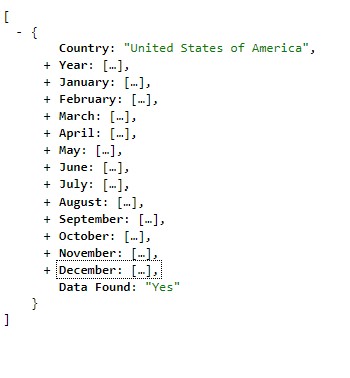 [
- {
Country: "United States of America",
+ Year: […],
+ January: […],
+ February: […],
+ March: […],
+ April: […],
+ May: […],
+ June: […],
+ July: […],
+ August: […],
+ September: […],
+ October: […],
+ November: […],
+ December: […],
Data Found: "Yes"
}
]